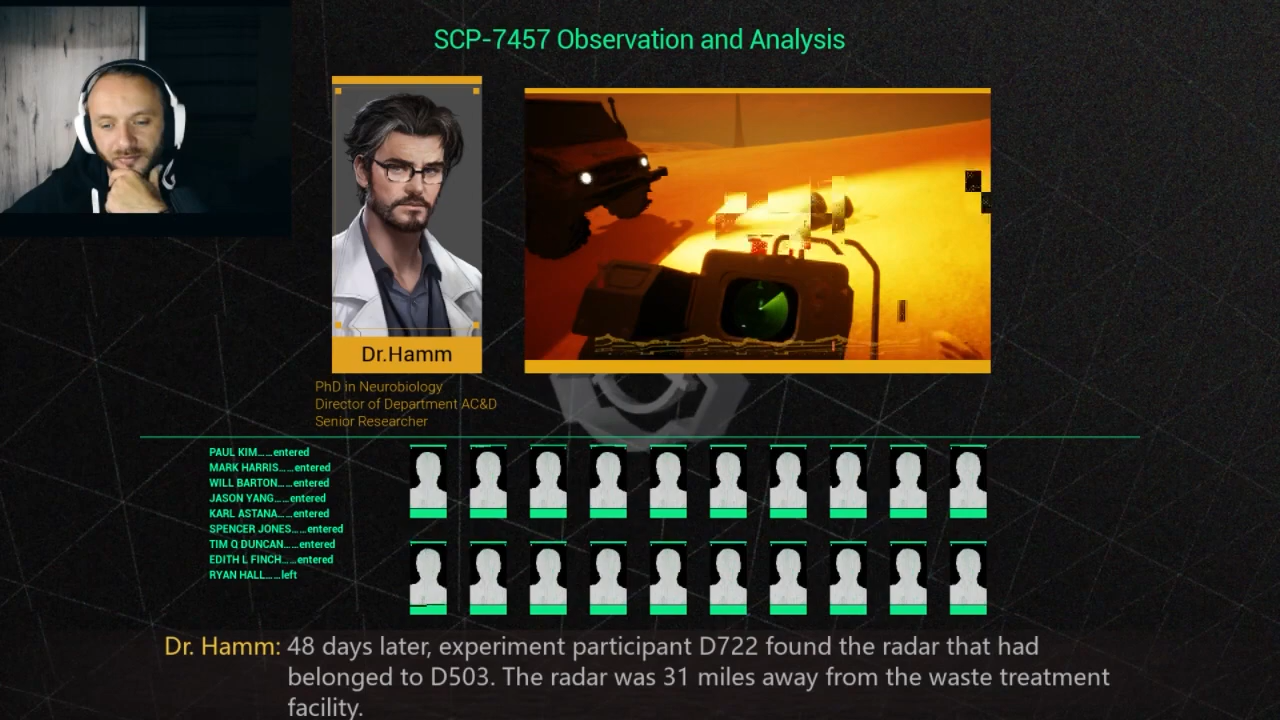 SCP-7457 Observation and Analysis
Dr.Hamm
PhD in Neurobiology
Director of Department AC&D
Senior Researcher
PAUL KIM......entered
MARK HARRIS......entered
WILL BARTON......entered
JASON YANG......entered
KARL ASTANA......entered
SPENCER JONES......entered
TIM Q DUNCAN......entered
EDITH L FINCH......entered
RYAN HALL......left
Dr. Hamm: 48 days later, experiment participant D722 found the radar that had
belonged to D503. The radar was 31 miles away from the waste treatment
facility.